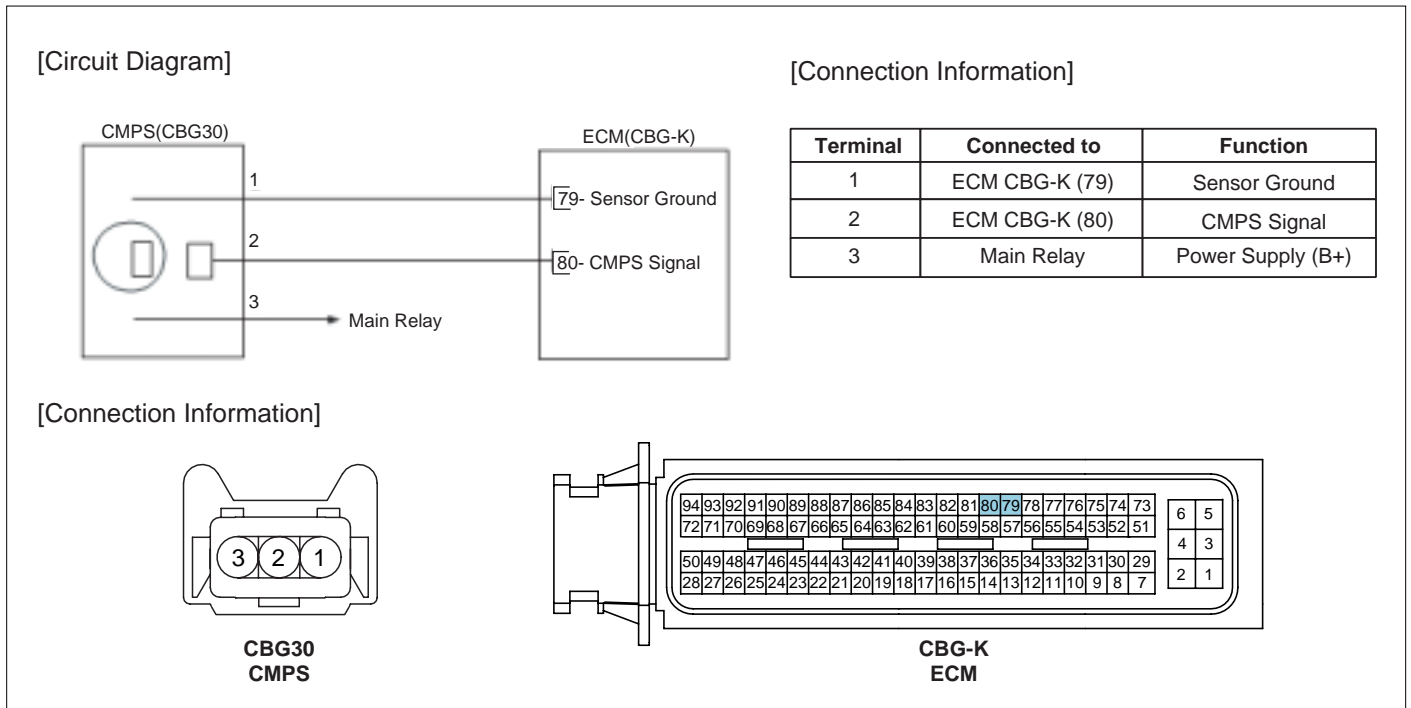 [Circuit Diagram]
CMPS(CBG30)
ECM(CBG-K)
1
79- Sensor Ground
2
80- CMPS Signal
3
Main Relay
[Connection Information]
Terminal Connected to Function
1 ECM CBG-K (79) Sensor Ground
2 ECM CBG-K (80) CMPS Signal
3 Main Relay Power Supply (B+)
[Connection Information]
3 2 1
CBG30
CMPS
94 93 92 91 90 89 88 87 86 85 84 83 82 81 80 79 78 77 76 75 74 73
72 71 70 69 68 67 66 65 64 63 62 61 60 59 58 57 56 55 54 53 52 51
50 49 48 47 46 45 44 43 42 41 40 39 38 37 36 35 34 33 32 31 30 29
28 27 26 25 24 23 22 21 20 19 18 17 16 15 14 13 12 11 10 9 8 7
6 5
4 3
2 1
CBG-K
ECM